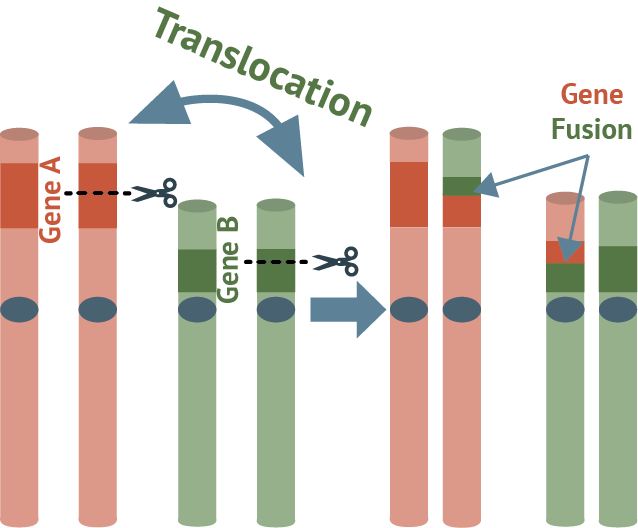 Translocation
Gene
Fusion
Gene A
Gene B